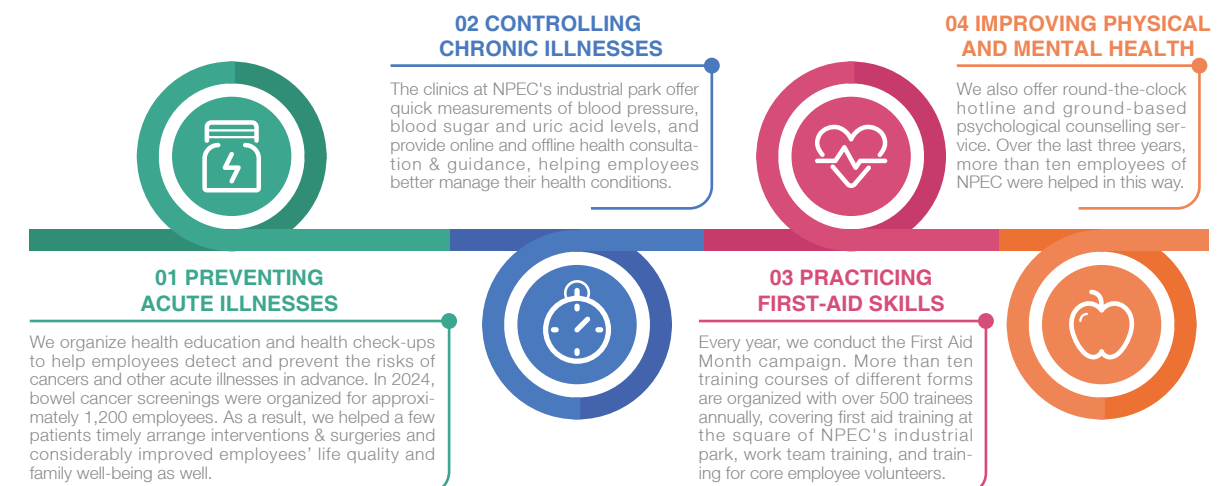 01 PREVENTING
ACUTE ILLNESSES
We organize health education and health check-ups
to help employees detect and prevent the risks of
cancers and other acute illnesses in advance. In 2024,
bowel cancer screenings were organized for approxi-
mately 1,200 employees. As a result, we helped a few
patients timely arrange interventions & surgeries and
considerably improved employees’ life quality and
family well-being as well.
02 CONTROLLING
CHRONIC ILLNESSES
The clinics at NPEC's industrial park offer
quick measurements of blood pressure,
blood sugar and uric acid levels, and
provide online and offline health consulta-
tion & guidance, helping employees
better manage their health conditions.
03 PRACTICING
FIRST-AID SKILLS
Every year, we conduct the First Aid
Month campaign. More than ten
training courses of different forms
are organized with over 500 trainees
annually, covering first aid training at
the square of NPEC's industrial
park, work team training, and train-
ing for core employee volunteers.
04 IMPROVING PHYSICAL
AND MENTAL HEALTH
We also offer round-the-clock
hotline and ground-based
psychological counselling ser-
vice. Over the last three years,
more than ten employees of
NPEC were helped in this way.